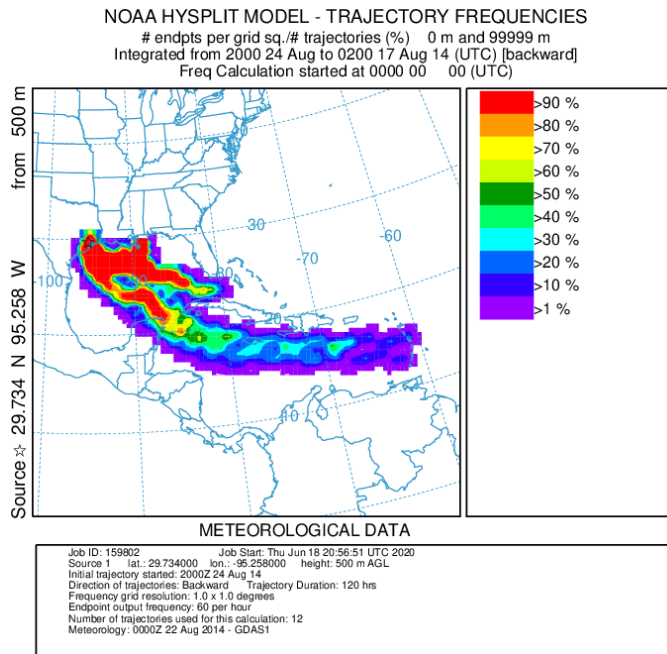 NOAA HYSPLIT MODEL - TRAJECTORY FREQUENCIES
# endpts per grid sq./# trajectories (%) 0 m and 99999 m
Integrated from 2000 24 Aug to 0200 17 Aug 14 (UTC) [backward]
Freq Calculation started at 0000 00 00 (UTC)
Source ☆ 29.734 N 95.258 W from 500 m
30
-60
-70
-100
-80
20
-10
>90 %
>80 %
>70 %
>60 %
>50 %
>40 %
>30 %
>20 %
>10 %
>1 %
METEOROLOGICAL DATA
Job ID: 159802 Job Start: Thu Jun 18 20:56:51 UTC 2020
Source 1 lat.: 29.734000 lon.: -95.258000 height: 500 m AGL
Initial trajectory started: 2000Z 24 Aug 14
Direction of trajectories: Backward Trajectory Duration: 120 hrs
Frequency grid resolution: 1.0 x 1.0 degrees
Endpoint output frequency: 60 per hour
Number of trajectories used for this calculation: 12
Meteorology: 0000Z 22 Aug 2014 - GDAS1